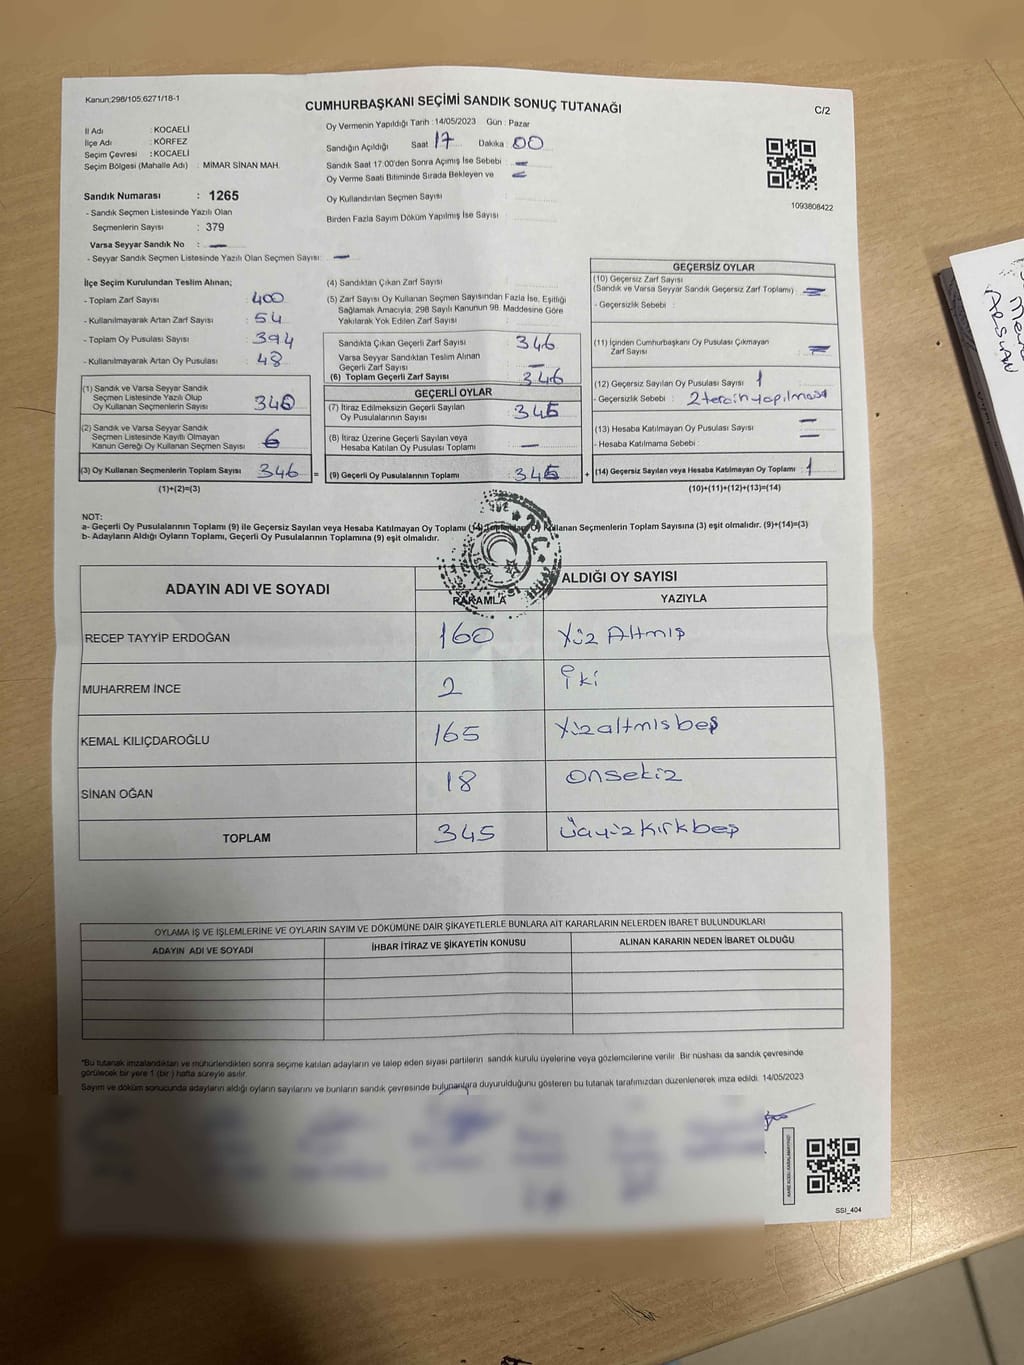 Kanun;298/105.6271/18-1
CUMHURBAŞKANI SEÇİMİ SANDIK SONUÇ TUTANAĞI
C/2
İl Adı : KOCAELİ
İlçe Adı : KÖRFEZ
Seçim Çevresi : KOCAELİ
Seçim Bölgesi (Mahalle Adı) : MİMAR SİNAN MAH.
Oy Vermenin Yapıldığı Tarih :14/05/2023 Gün : Pazar
Sandığın Açıldığı Saat 17 Dakika 00
Sandık Saat 17:00'den Sonra Açımış İse Sebebi : —
Oy Verme Saati Bitiminde Sırada Bekleyen ve —
Oy Kullandırılan Seçmen Sayısı :
Birden Fazla Sayım Döküm Yapılmış İse Sayısı :
1093808422
Sandık Numarası : 1265
- Sandık Seçmen Listesinde Yazılı Olan
Seçmenlerin Sayısı : 379
Varsa Seyyar Sandık No : —
- Seyyar Sandık Seçmen Listesinde Yazılı Olan Seçmen Sayısı: —
İlçe Seçim Kurulundan Teslim Alınan;
- Toplam Zarf Sayısı : 400
- Kullanılmayarak Artan Zarf Sayısı : 54
- Toplam Oy Pusulası Sayısı : 394
- Kullanılmayarak Artan Oy Pusulası : 48
(1) Sandık ve Varsa Seyyar Sandık
Seçmen Listesinde Yazılı Olup
Oy Kullanan Seçmenlerin Sayısı : 340
(2) Sandık ve Varsa Seyyar Sandık
Seçmen Listesinde Kayıtlı Olmayan
Kanun Gereği Oy Kullanan Seçmen Sayısı : 6
(3) Oy Kullanan Seçmenlerin Toplam Sayısı : 346 =
(1)+(2)=(3)
(4) Sandıktan Çıkan Zarf Sayısı :
(5) Zarf Sayısı Oy Kullanan Seçmen Sayısından Fazla İse, Eşitliği
Sağlamak Amacıyla, 298 Sayılı Kanunun 98. Maddesine Göre
Yakılarak Yok Edilen Zarf Sayısı :
Sandıkta Çıkan Geçerli Zarf Sayısı : 346
Varsa Seyyar Sandıktan Teslim Alınan
Geçerli Zarf Sayısı : —
(6) Toplam Geçerli Zarf Sayısı : 346
GEÇERLİ OYLAR
(7) İtiraz Edilmeksizin Geçerli Sayılan
Oy Pusulalarının Sayısı : 345
(8) İtiraz Üzerine Geçerli Sayılan veya
Hesaba Katılan Oy Pusulası Toplamı : —
(9) Geçerli Oy Pusulalarının Toplamı : 345 +
GEÇERSİZ OYLAR
(10) Geçersiz Zarf Sayısı
(Sandık ve Varsa Seyyar Sandık Geçersiz Zarf Toplamı) : —
- Geçersizlik Sebebi :
(11) İçinden Cumhurbaşkanı Oy Pusulası Çıkmayan
Zarf Sayısı : —
(12) Geçersiz Sayılan Oy Pusulası Sayısı : 1
- Geçersizlik Sebebi : 2 tercih yapılması
(13) Hesaba Katılmayan Oy Pusulası Sayısı : —
- Hesaba Katılmama Sebebi : —
(14) Geçersiz Sayılan veya Hesaba Katılmayan Oy Toplamı : 1
(10)+(11)+(12)+(13)=(14)
NOT:
a- Geçerli Oy Pusulalarının Toplamı (9) ile Geçersiz Sayılan veya Hesaba Katılmayan Oy Toplamı (14) Toplamları Oy Kullanan Seçmenlerin Toplam Sayısına (3) eşit olmalıdır. (9)+(14)=(3)
b- Adayların Aldığı Oyların Toplamı, Geçerli Oy Pusulalarının Toplamına (9) eşit olmalıdır.
ADAYIN ADI VE SOYADI ALDIĞI OY SAYISI
RAKAMLA YAZIYLA
RECEP TAYYİP ERDOĞAN 160 Yüz Altmış
MUHARREM İNCE 2 İki
KEMAL KILIÇDAROĞLU 165 Yüzaltmışbeş
SİNAN OĞAN 18 Onsekiz
TOPLAM 345 Üçyüzkırkbeş
OYLAMA İŞ VE İŞLEMLERİNE VE OYLARIN SAYIM VE DÖKÜMÜNE DAİR ŞİKAYETLERLE BUNLARA AİT KARARLARIN NELERDEN İBARET BULUNDUKLARI
ADAYIN ADI VE SOYADI İHBAR İTİRAZ VE ŞİKAYETİN KONUSU ALINAN KARARIN NEDEN İBARET OLDUĞU
*Bu tutanak imzalandıktan ve mühürlendikten sonra seçime katılan adayların ve talep eden siyasi partilerin sandık kurulu üyelerine veya gözlemcilerine verilir. Bir nüshası da sandık çevresinde
görülecek bir yere 1 (bir) hafta süreyle asılır.
Sayım ve döküm sonucunda adayların aldığı oyların sayılarını ve bunların sandık çevresinde bulunanlara duyurulduğunu gösteren bu tutanak tarafımızdan düzenlenerek imza edildi. 14/05/2023
SSI_404
ARSLAN